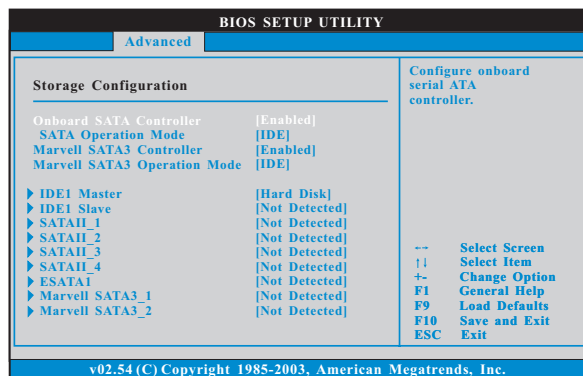 BIOS SETUP UTILITY
Advanced
Storage Configuration
Onboard SATA Controller [Enabled]
SATA Operation Mode [IDE]
Marvell SATA3 Controller [Enabled]
Marvell SATA3 Operation Mode [IDE]
IDE1 Master [Hard Disk]
IDE1 Slave [Not Detected]
SATAII_1 [Not Detected]
SATAII_2 [Not Detected]
SATAII_3 [Not Detected]
SATAII_4 [Not Detected]
ESATA1 [Not Detected]
Marvell SATA3_1 [Not Detected]
Marvell SATA3_2 [Not Detected]
Configure onboard
serial ATA
controller.
←→ Select Screen
↑↓ Select Item
+- Change Option
F1 General Help
F9 Load Defaults
F10 Save and Exit
ESC Exit
v02.54 (C) Copyright 1985-2003, American Megatrends, Inc.